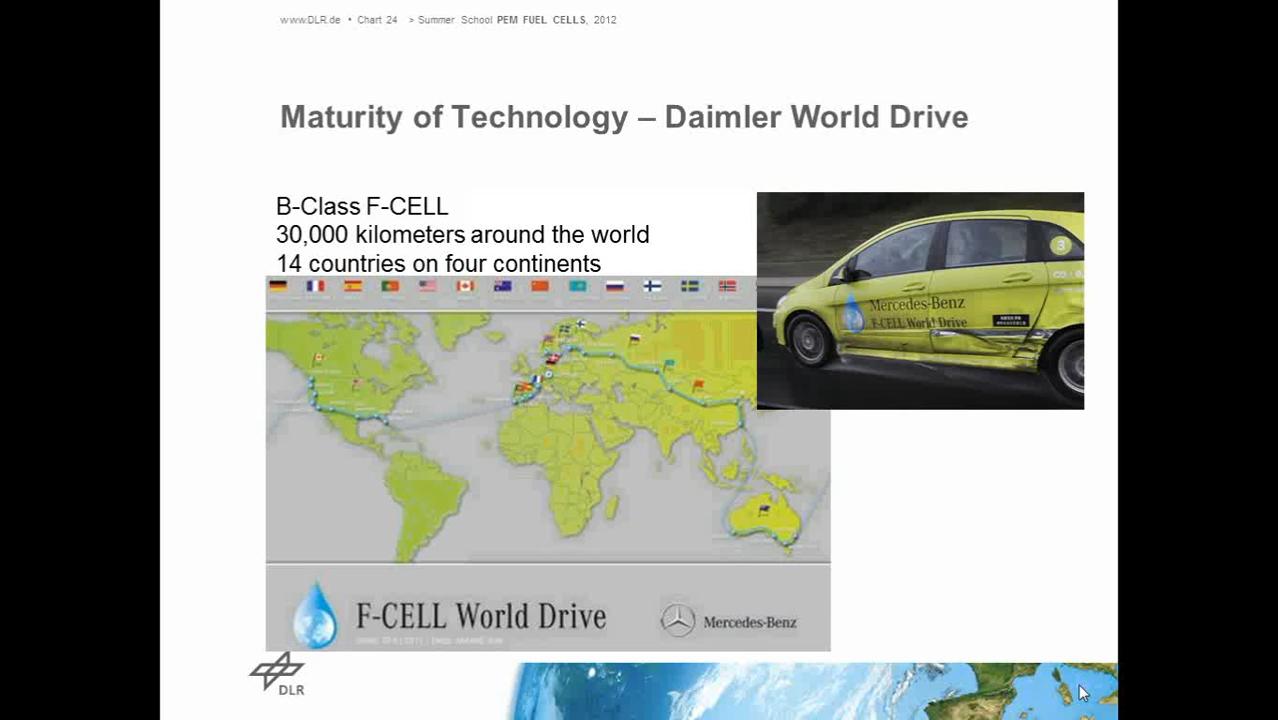 www.DLR.de • Chart 24 > Summer School PEM FUEL CELLS, 2012
Maturity of Technology – Daimler World Drive
B-Class F-CELL
30,000 kilometers around the world
14 countries on four continents
3
Mercedes-Benz
F-CELL World Drive
F-CELL World Drive
Mercedes-Benz
DLR